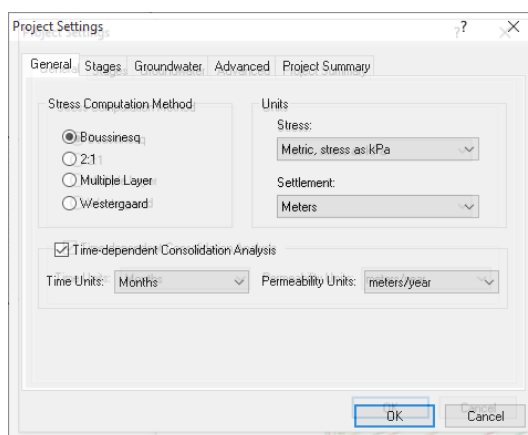 Project Settings ? X
General Stages Groundwater Advanced Project Summary
Stress Computation Method
Boussinesq
2:1
Multiple Layer
Westergaard
Units
Stress:
Metric, stress as kPa
Settlement:
Meters
Time-dependent Consolidation Analysis
Time Units: Months Permeability Units: meters/year
OK Cancel